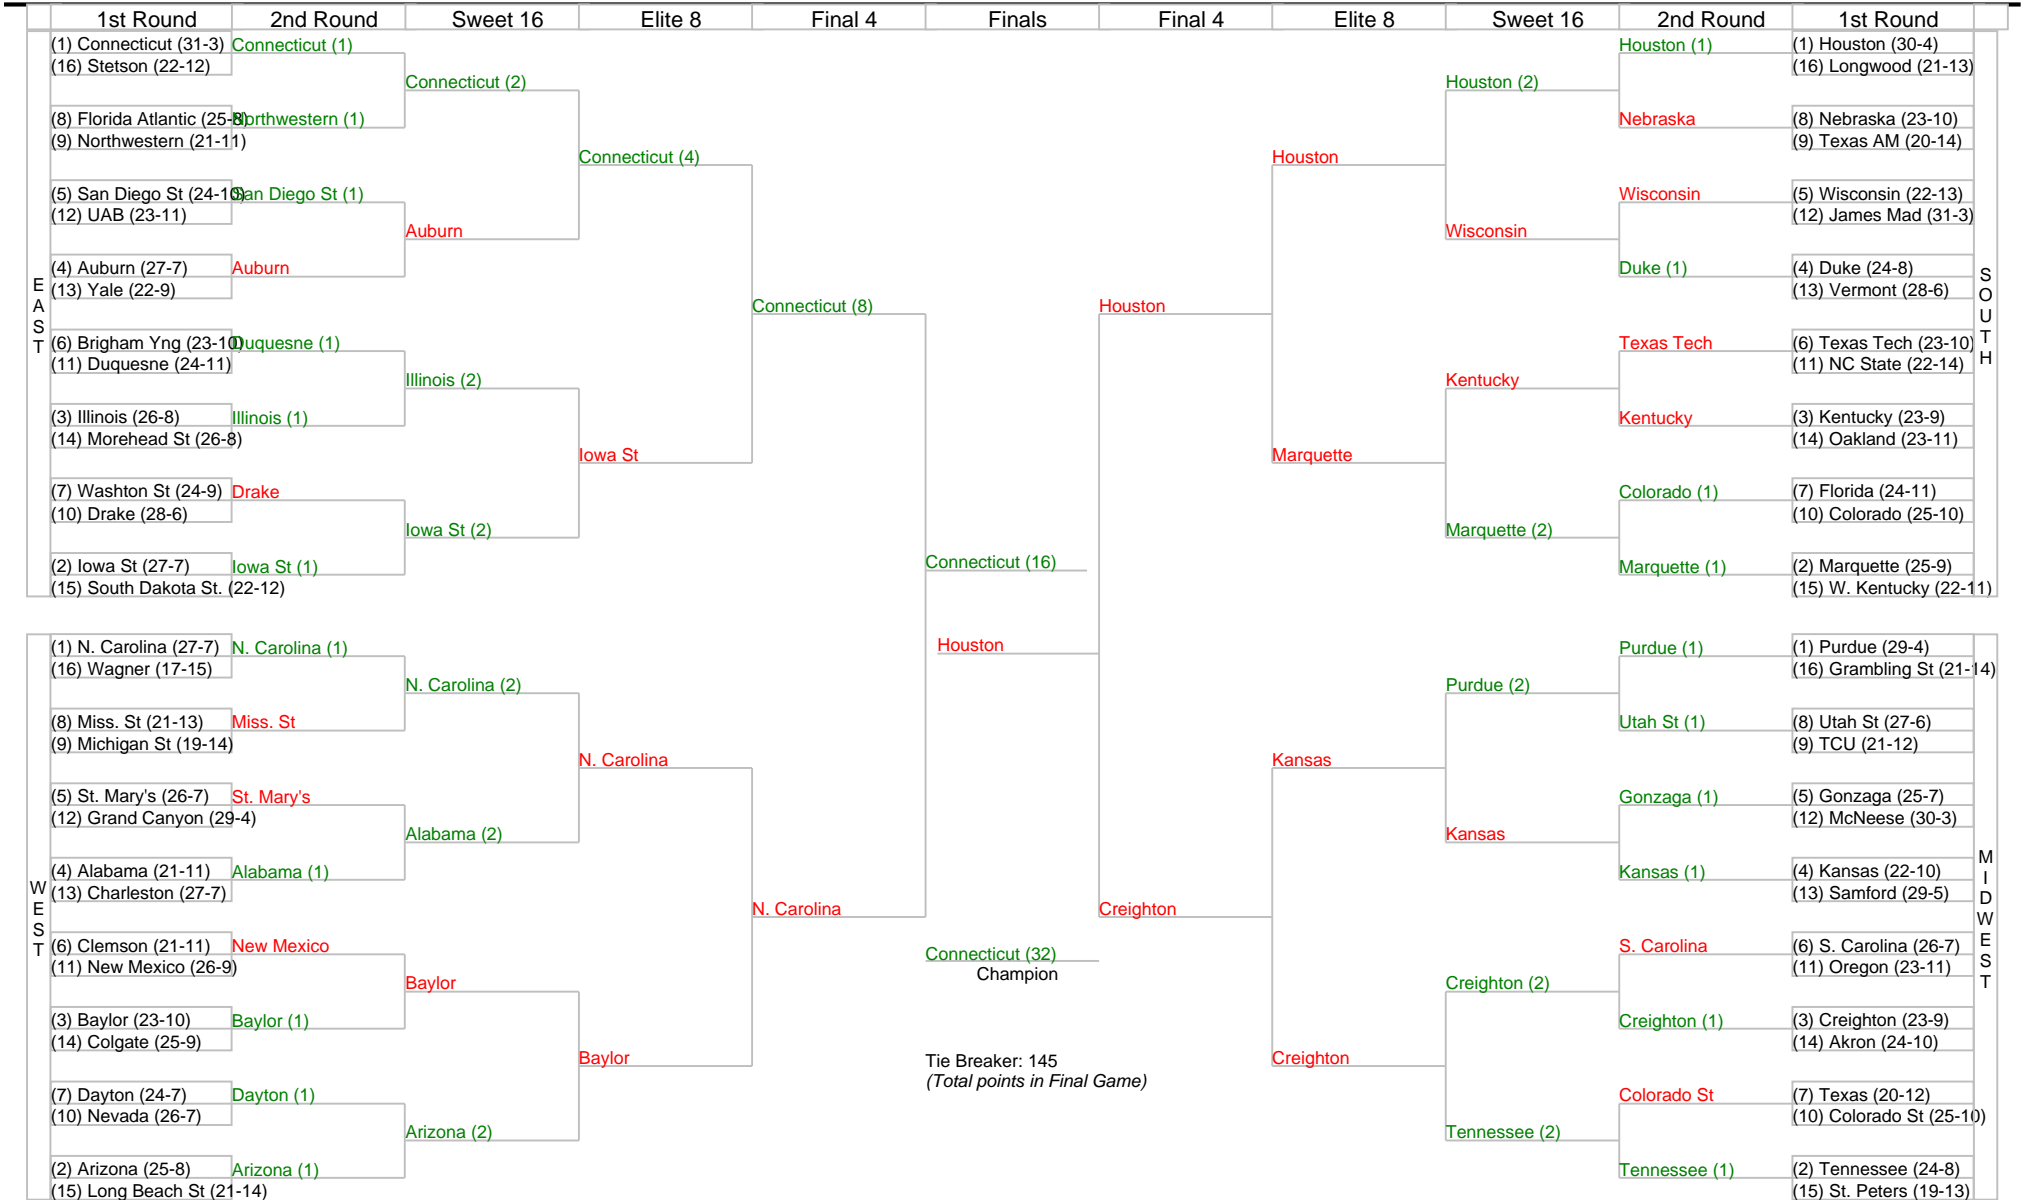 1st Round 2nd Round Sweet 16 Elite 8 Final 4 Finals Final 4 Elite 8 Sweet 16 2nd Round 1st Round
EAST
(1) Connecticut (31-3)
(16) Stetson (22-12)
(8) Florida Atlantic (25-8)
(9) Northwestern (21-11)
(5) San Diego St (24-10)
(12) UAB (23-11)
(4) Auburn (27-7)
(13) Yale (22-9)
(6) Brigham Yng (23-10)
(11) Duquesne (24-11)
(3) Illinois (26-8)
(14) Morehead St (26-8)
(7) Washton St (24-9)
(10) Drake (28-6)
(2) Iowa St (27-7)
(15) South Dakota St. (22-12)
Connecticut (1)
Northwestern (1)
San Diego St (1)
Auburn
Duquesne (1)
Illinois (1)
Drake
Iowa St (1)
Connecticut (2)
Auburn
Illinois (2)
Iowa St (2)
Connecticut (4)
Iowa St
Connecticut (8)
WEST
(1) N. Carolina (27-7)
(16) Wagner (17-15)
(8) Miss. St (21-13)
(9) Michigan St (19-14)
(5) St. Mary's (26-7)
(12) Grand Canyon (29-4)
(4) Alabama (21-11)
(13) Charleston (27-7)
(6) Clemson (21-11)
(11) New Mexico (26-9)
(3) Baylor (23-10)
(14) Colgate (25-9)
(7) Dayton (24-7)
(10) Nevada (26-7)
(2) Arizona (25-8)
(15) Long Beach St (21-14)
N. Carolina (1)
Miss. St
St. Mary's
Alabama (1)
New Mexico
Baylor (1)
Dayton (1)
Arizona (1)
N. Carolina (2)
Alabama (2)
Baylor
Arizona (2)
N. Carolina
Baylor
N. Carolina
Connecticut (16)
Houston
Connecticut (32)
Champion
Tie Breaker: 145
(Total points in Final Game)
Houston
Creighton
Houston
Marquette
Houston (2)
Wisconsin
Kentucky
Marquette (2)
Houston (1)
Nebraska
Wisconsin
Duke (1)
Texas Tech
Kentucky
Colorado (1)
Marquette (1)
(1) Houston (30-4)
(16) Longwood (21-13)
(8) Nebraska (23-10)
(9) Texas AM (20-14)
(5) Wisconsin (22-13)
(12) James Mad (31-3)
(4) Duke (24-8)
(13) Vermont (28-6)
(6) Texas Tech (23-10)
(11) NC State (22-14)
(3) Kentucky (23-9)
(14) Oakland (23-11)
(7) Florida (24-11)
(10) Colorado (25-10)
(2) Marquette (25-9)
(15) W. Kentucky (22-11)
SOUTH
Kansas
Creighton
Purdue (2)
Kansas
Creighton (2)
Tennessee (2)
Purdue (1)
Utah St (1)
Gonzaga (1)
Kansas (1)
S. Carolina
Creighton (1)
Colorado St
Tennessee (1)
(1) Purdue (29-4)
(16) Grambling St (21-14)
(8) Utah St (27-6)
(9) TCU (21-12)
(5) Gonzaga (25-7)
(12) McNeese (30-3)
(4) Kansas (22-10)
(13) Samford (29-5)
(6) S. Carolina (26-7)
(11) Oregon (23-11)
(3) Creighton (23-9)
(14) Akron (24-10)
(7) Texas (20-12)
(10) Colorado St (25-10)
(2) Tennessee (24-8)
(15) St. Peters (19-13)
MIDWEST